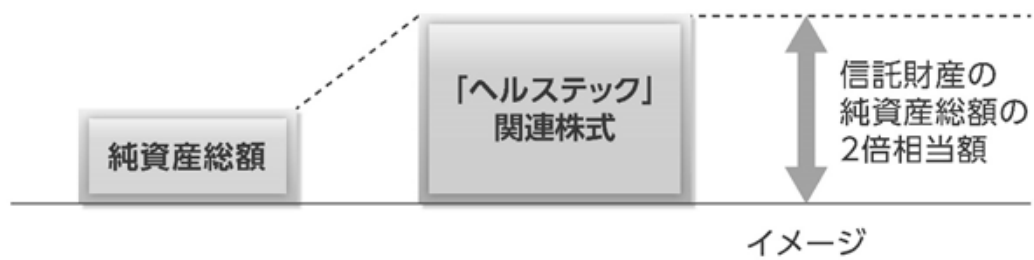 純資産総額
「ヘルステック」
関連株式
信託財産の
純資産総額の
2倍相当額
イメージ